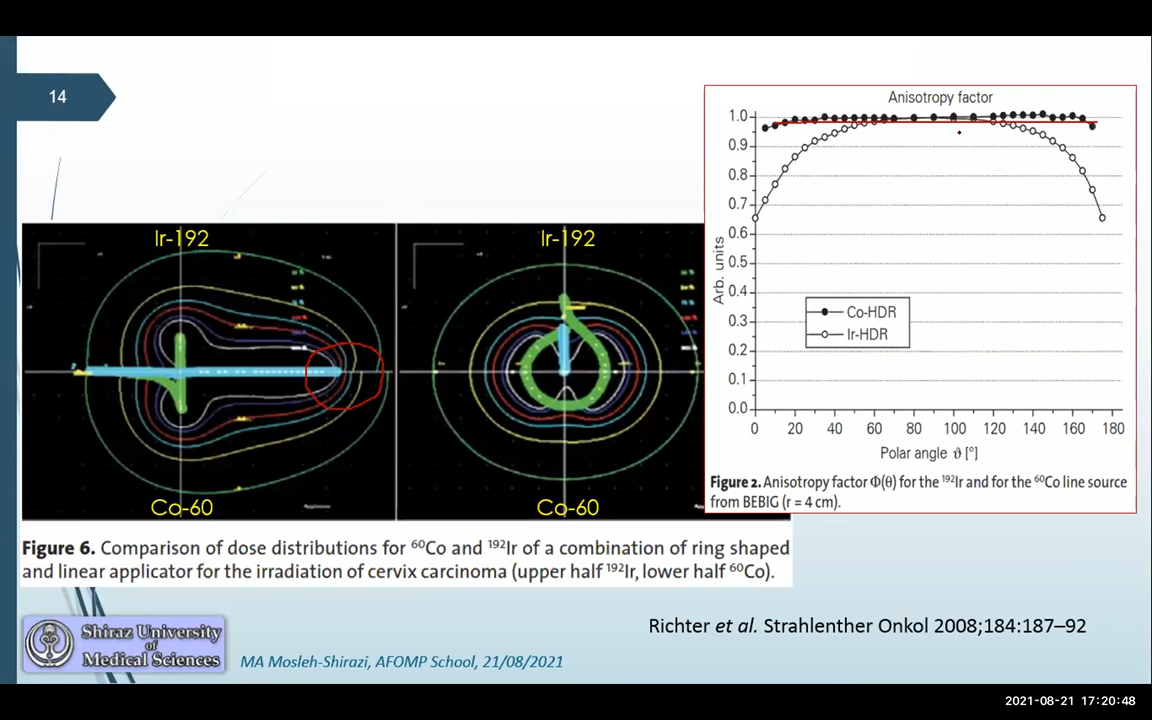 14
Anisotropy factor
1.0
0.9
0.8
0.7
0.6
0.5
0.4
0.3
0.2
0.1
0.0
Arb. units
Co-HDR
Ir-HDR
0 20 40 60 80 100 120 140 160 180
Polar angle ϑ [°]
Figure 2. Anisotropy factor Φ(θ) for the ¹⁹²Ir and for the ⁶⁰Co line source
from BEBIG (r = 4 cm).
Ir-192
Ir-192
Co-60
Co-60
Figure 6. Comparison of dose distributions for ⁶⁰Co and ¹⁹²Ir of a combination of ring shaped
and linear applicator for the irradiation of cervix carcinoma (upper half ¹⁹²Ir, lower half ⁶⁰Co).
Richter et al. Strahlenther Onkol 2008;184:187–92
Shiraz University
of
Medical Sciences
MA Mosleh-Shirazi, AFOMP School, 21/08/2021
2021-08-21 17:20:48